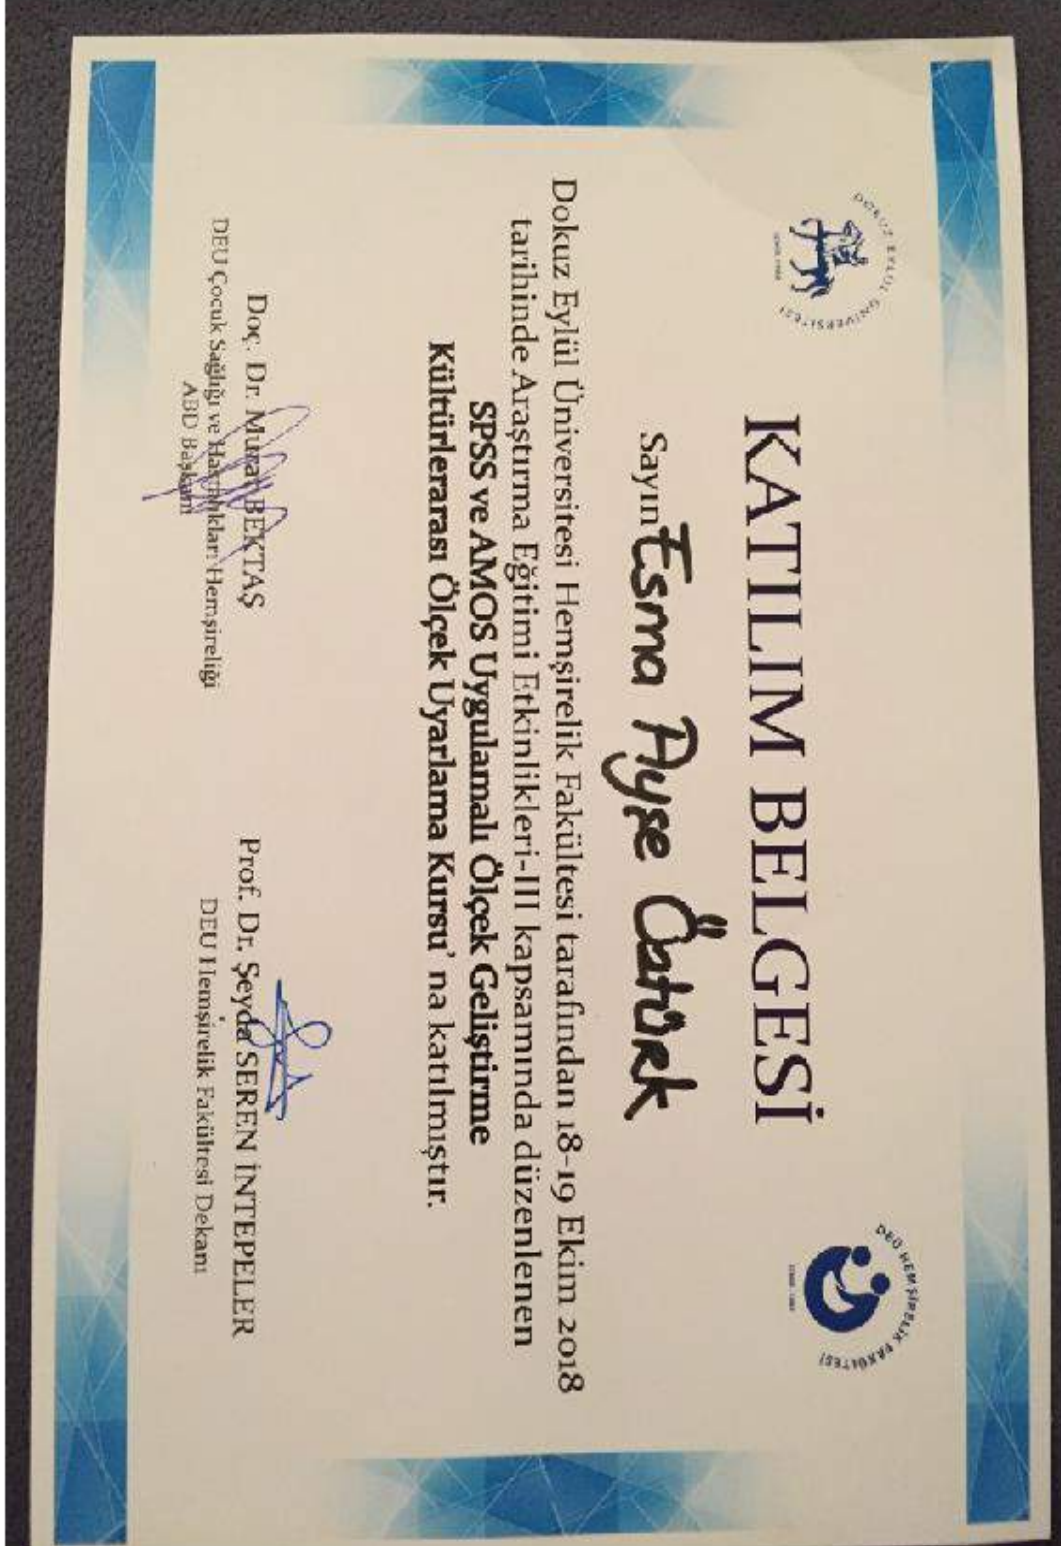 DOKUZ EYLÜL ÜNİVERSİTESİ
DEÜ HEMŞİRELİK FAKÜLTESİ
KATILIM BELGESİ
Sayın Esma Ayşe Öztürk
Dokuz Eylül Üniversitesi Hemşirelik Fakültesi tarafından 18-19 Ekim 2018
tarihinde Araştırma Eğitimi Etkinlikleri-III kapsamında düzenlenen
SPSS ve AMOS Uygulamalı Ölçek Geliştirme
Kültürlerarası Ölçek Uyarlama Kursu' na katılmıştır.
Doç. Dr. Murat BEKTAŞ
DEU Çocuk Sağlığı ve Hastalıkları Hemşireliği
ABD Başkanı
Prof. Dr. Şeyda SEREN İNTEPELER
DEU Hemşirelik Fakültesi Dekanı